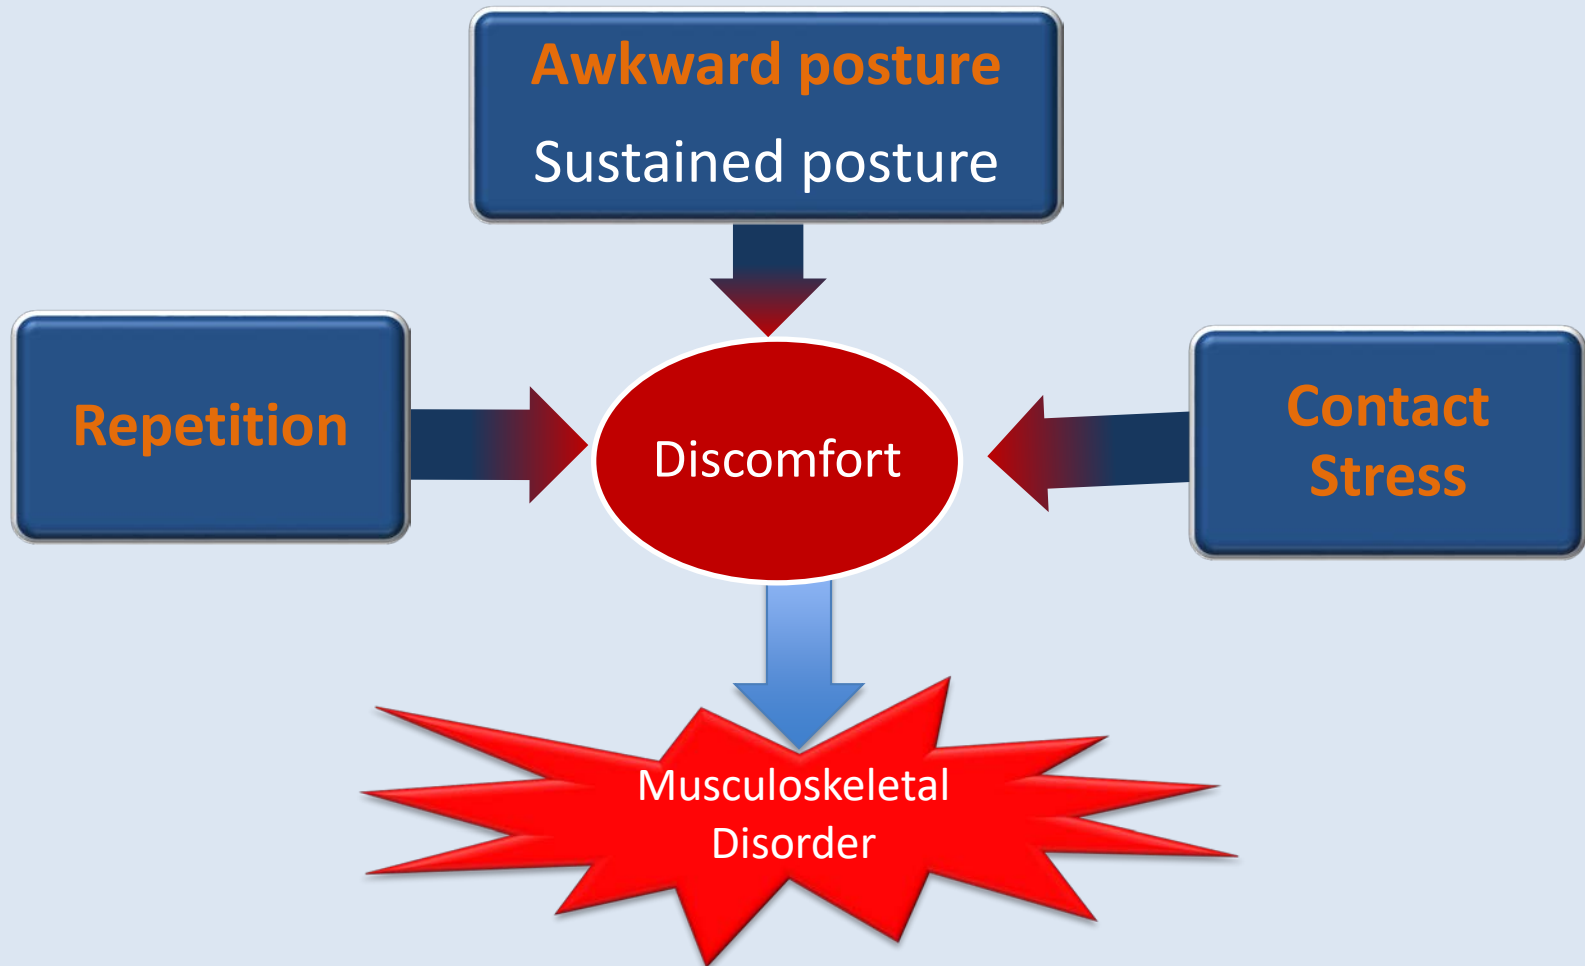 Awkward posture
Sustained posture
Repetition
Discomfort
Contact
Stress
Musculoskeletal
Disorder